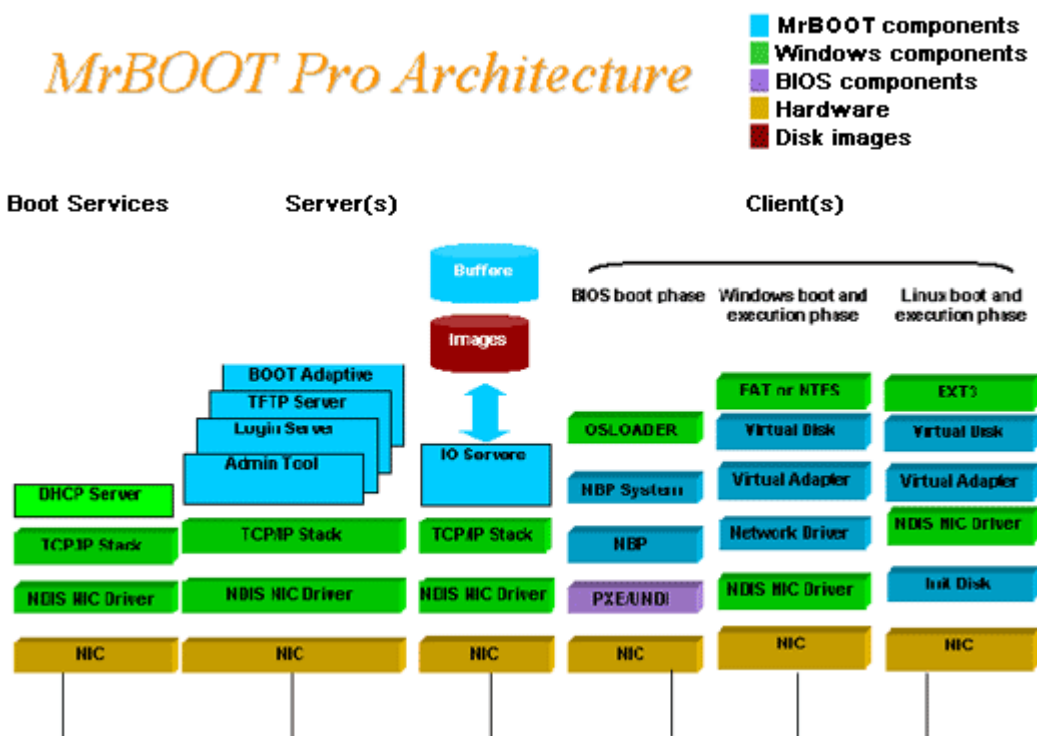 MrBOOT Pro Architecture
MrBOOT components
Windows components
BIOS components
Hardware
Disk images
Boot Services
Server(s)
Client(s)
Buffers
Images
BIOS boot phase
Windows boot and
execution phase
Linux boot and
execution phase
BOOT Adaptive
TFTP Server
Login Server
Admin Tool
IO Servers
DHCP Server
TCP/IP Stack
NDIS NIC Driver
NIC
TCP/IP Stack
NDIS NIC Driver
NIC
TCP/IP Stack
NDIS NIC Driver
NIC
OSLOADER
NBP System
NBP
PXE/UNDI
NIC
FAT or NTFS
Virtual Disk
Virtual Adapter
Network Driver
NDIS NIC Driver
NIC
EXT3
Virtual Disk
Virtual Adapter
NDIS NIC Driver
Init Disk
NIC